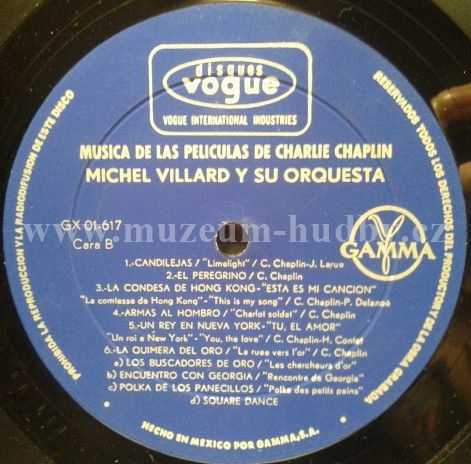 disques
vogue
VOGUE INTERNATIONAL INDUSTRIES
MUSICA DE LAS PELICULAS DE CHARLIE CHAPLIN
MICHEL VILLARD Y SU ORQUESTA
GX 01-617
Cara B
GAMMA
www.muzeum-hudby.cz
1.-CANDILEJAS / "Limelight" / C. Chaplin-J. Larue
2.-EL PEREGRINO / C. Chaplin
3.-LA CONDESA DE HONG KONG - "ESTA ES MI CANCION"
"La comtesse de Hong Kong" - "This is my song" / C. Chaplin-P. Delanoé
4.-ARMAS AL HOMBRO / "Charlot soldat" / C. Chaplin
5.-UN REY EN NUEVA YORK - "TU, EL AMOR"
"Un roi a New York" - "You, the love" / C. Chaplin-H. Contet
6.-LA QUIMERA DEL ORO / "La ruee vers l'or" / C. Chaplin
a) LOS BUSCADORES DE ORO / "Les chercheurs d'or"
b) ENCUENTRO CON GEORGIA / "Rencontre de Georgia"
c) POLKA DE LOS PANECILLOS / "Polka des petits pains"
d) SQUARE DANCE
HECHO EN MEXICO POR GAMMA, S.A.
PROHIBIDA LA REPRODUCCION Y LA RADIODIFUSION DE ESTE DISCO
RESERVADOS TODOS LOS DERECHOS DEL PRODUCTOR Y DE LA OBRA GRABADA